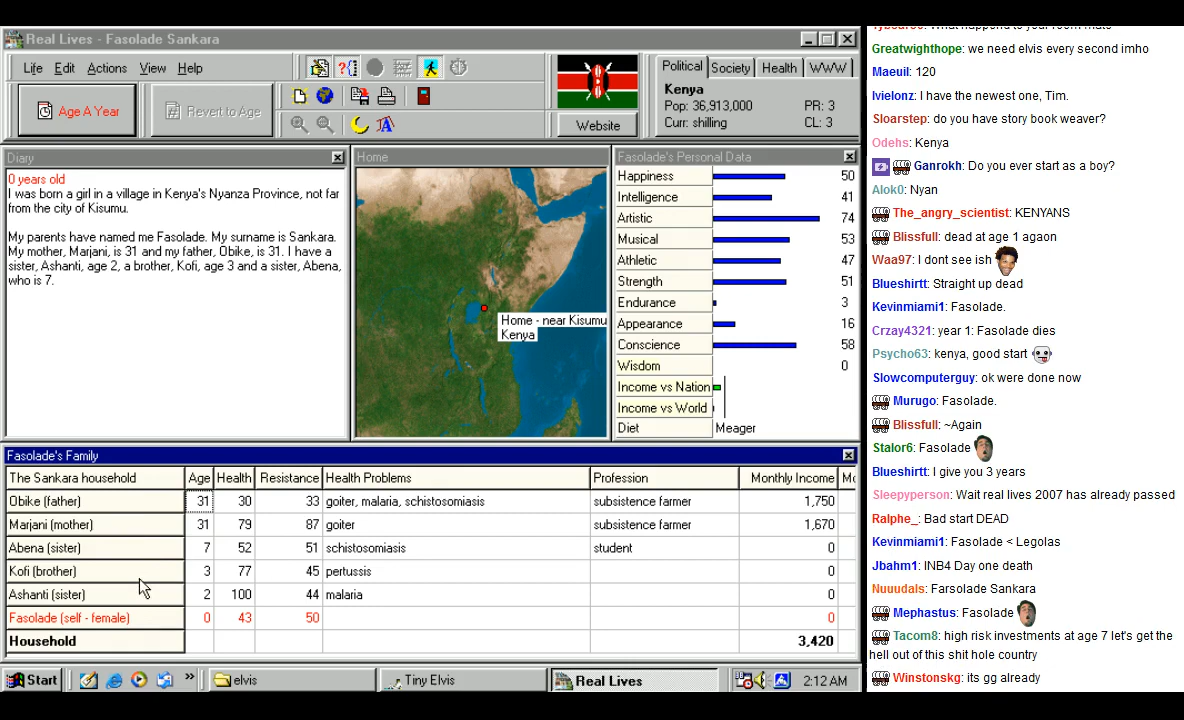 Real Lives - Fasolade Sankara
Life Edit Actions View Help
Age A Year
Revert to Age
Website
Political Society Health WWW
Kenya
Pop: 36,913,000 PR: 3
Curr: shilling CL: 3
Diary
0 years old
I was born a girl in a village in Kenya's Nyanza Province, not far
from the city of Kisumu.
My parents have named me Fasolade. My surname is Sankara.
My mother, Marjani, is 31 and my father, Obike, is 31. I have a
sister, Ashanti, age 2, a brother, Kofi, age 3 and a sister, Abena,
who is 7.
Home
Home - near Kisumu
Kenya
Fasolade's Personal Data
Happiness 50
Intelligence 41
Artistic 74
Musical 53
Athletic 47
Strength 51
Endurance 3
Appearance 16
Conscience 58
Wisdom 0
Income vs Nation
Income vs World
Diet Meager
Fasolade's Family
The Sankara household Age Health Resistance Health Problems Profession Monthly Income
Obike (father) 31 30 33 goiter, malaria, schistosomiasis subsistence farmer 1,750
Marjani (mother) 31 79 87 goiter subsistence farmer 1,670
Abena (sister) 7 52 51 schistosomiasis student 0
Kofi (brother) 3 77 45 pertussis 0
Ashanti (sister) 2 100 44 malaria 0
Fasolade (self - female) 0 43 50 0
Household 3,420
Start elvis Tiny Elvis Real Lives 2:12 AM
Greatwighthope: we need elvis every second imho
Maeuil: 120
Ivielonz: I have the newest one, Tim.
Sloarstep: do you have story book weaver?
Odehs: Kenya
Ganrokh: Do you ever start as a boy?
Alok0: Nyan
The_angry_scientist: KENYANS
Blissfull: dead at age 1 agaon
Waa97: I dont see ish
Blueshirtt: Straight up dead
Kevinmiami1: Fasolade.
Crzay4321: year 1: Fasolade dies
Psycho63: kenya, good start
Slowcomputerguy: ok were done now
Murugo: Fasolade.
Blissfull: ~Again
Stalor6: Fasolade
Blueshirtt: I give you 3 years
Sleepyperson: Wait real lives 2007 has already passed
Ralphe_: Bad start DEAD
Kevinmiami1: Fasolade < Legolas
Jbahm1: INB4 Day one death
Nuuudals: Farsolade Sankara
Mephastus: Fasolade
Tacom8: high risk investments at age 7 let's get the
hell out of this shit hole country
Winstonskg: its gg already